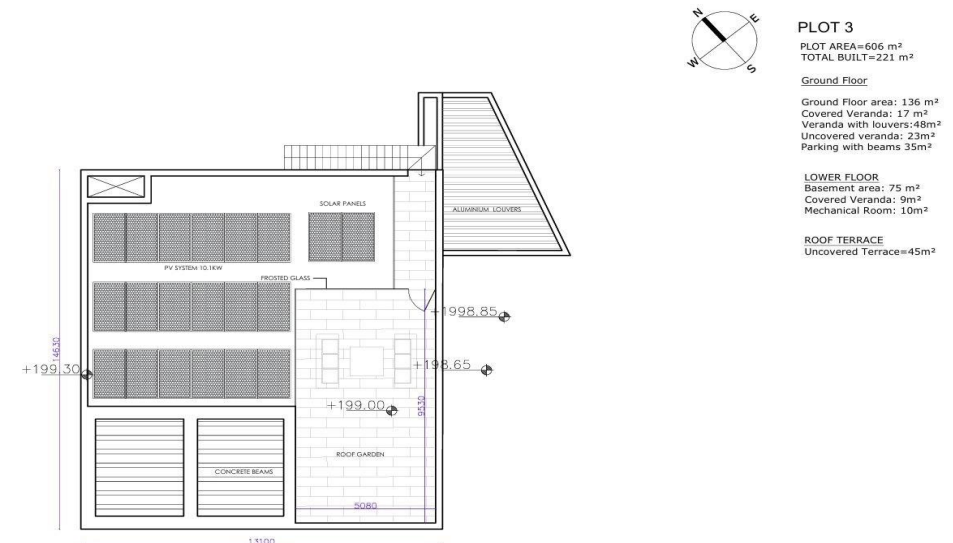 N
E
W
S
PLOT 3
PLOT AREA=606 m²
TOTAL BUILT=221 m²
Ground Floor
Ground Floor area: 136 m²
Covered Veranda: 17 m²
Veranda with louvers:48m²
Uncovered veranda: 23m²
Parking with beams 35m²
LOWER FLOOR
Basement area: 75 m²
Covered Veranda: 9m²
Mechanical Room: 10m²
ROOF TERRACE
Uncovered Terrace=45m²
SOLAR PANELS
ALUMINIUM LOUVERS
PV SYSTEM 10.1KW
FROSTED GLASS
+1998.85
14630
+199.30
+198.65
+199.00
9530
ROOF GARDEN
CONCRETE BEAMS
5080
13100